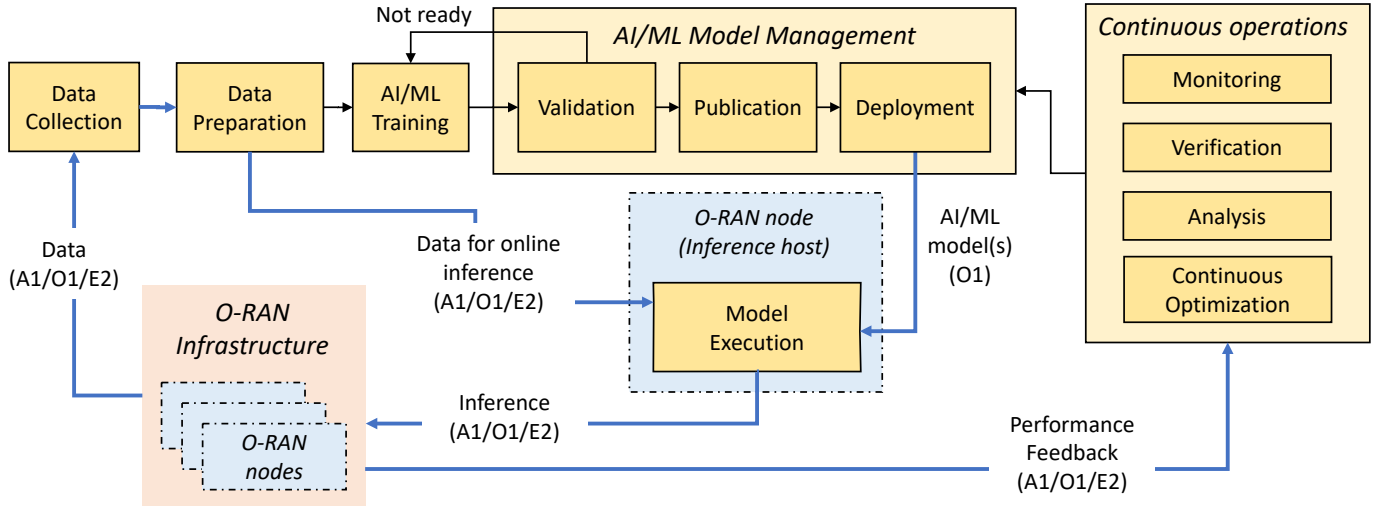 Not ready
AI/ML Model Management
Continuous operations
Data
Collection
Data
Preparation
AI/ML
Training
Validation
Publication
Deployment
Monitoring
Verification
Analysis
Continuous
Optimization
Data
(A1/O1/E2)
Data for online
inference
(A1/O1/E2)
O-RAN node
(Inference host)
Model
Execution
AI/ML
model(s)
(O1)
O-RAN
Infrastructure
O-RAN
nodes
Inference
(A1/O1/E2)
Performance
Feedback
(A1/O1/E2)